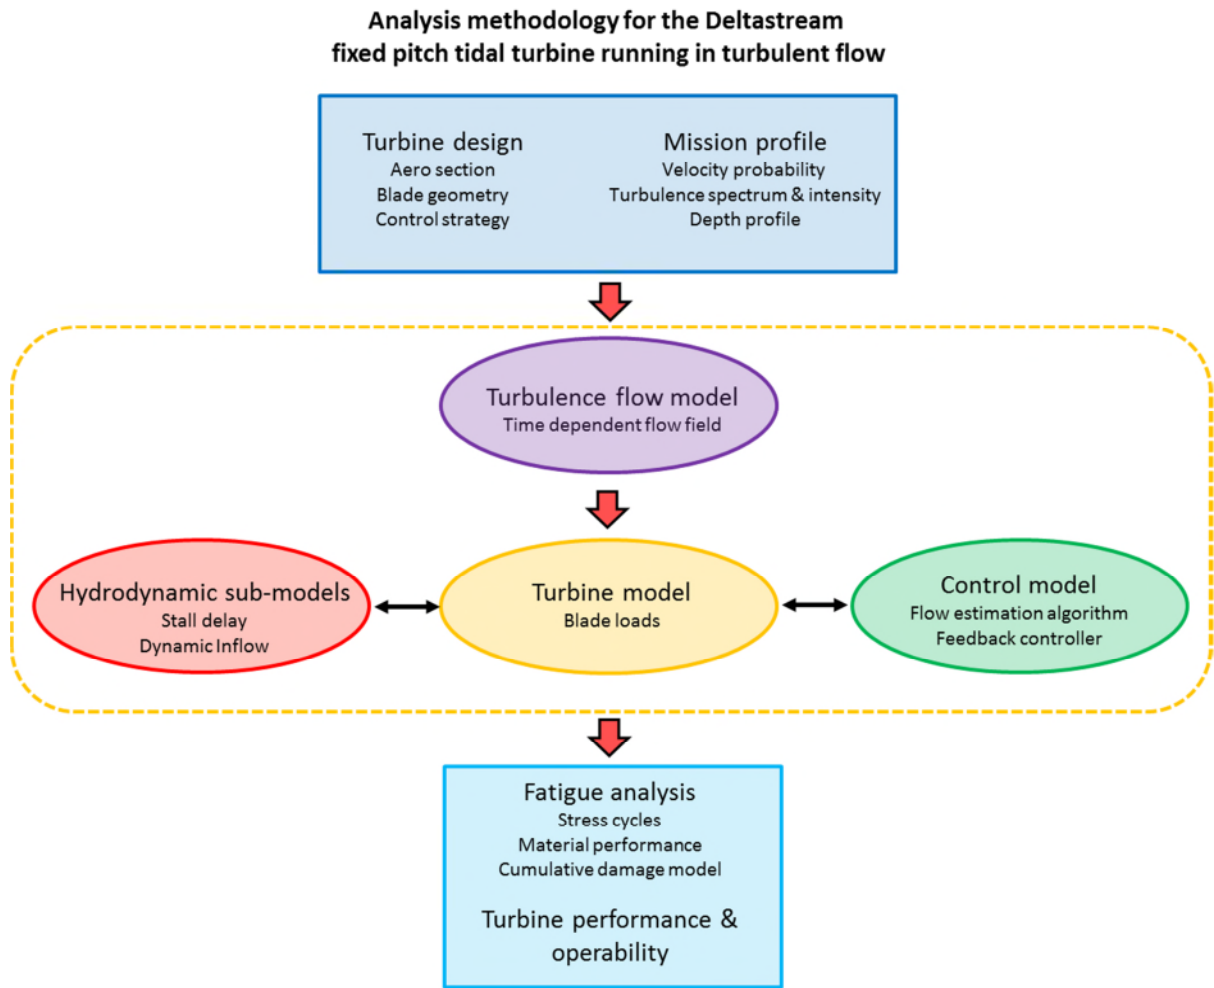 Analysis methodology for the Deltastream
fixed pitch tidal turbine running in turbulent flow
Turbine design
Aero section
Blade geometry
Control strategy
Mission profile
Velocity probability
Turbulence spectrum & intensity
Depth profile
Turbulence flow model
Time dependent flow field
Hydrodynamic sub-models
Stall delay
Dynamic Inflow
Turbine model
Blade loads
Control model
Flow estimation algorithm
Feedback controller
Fatigue analysis
Stress cycles
Material performance
Cumulative damage model
Turbine performance &
operability